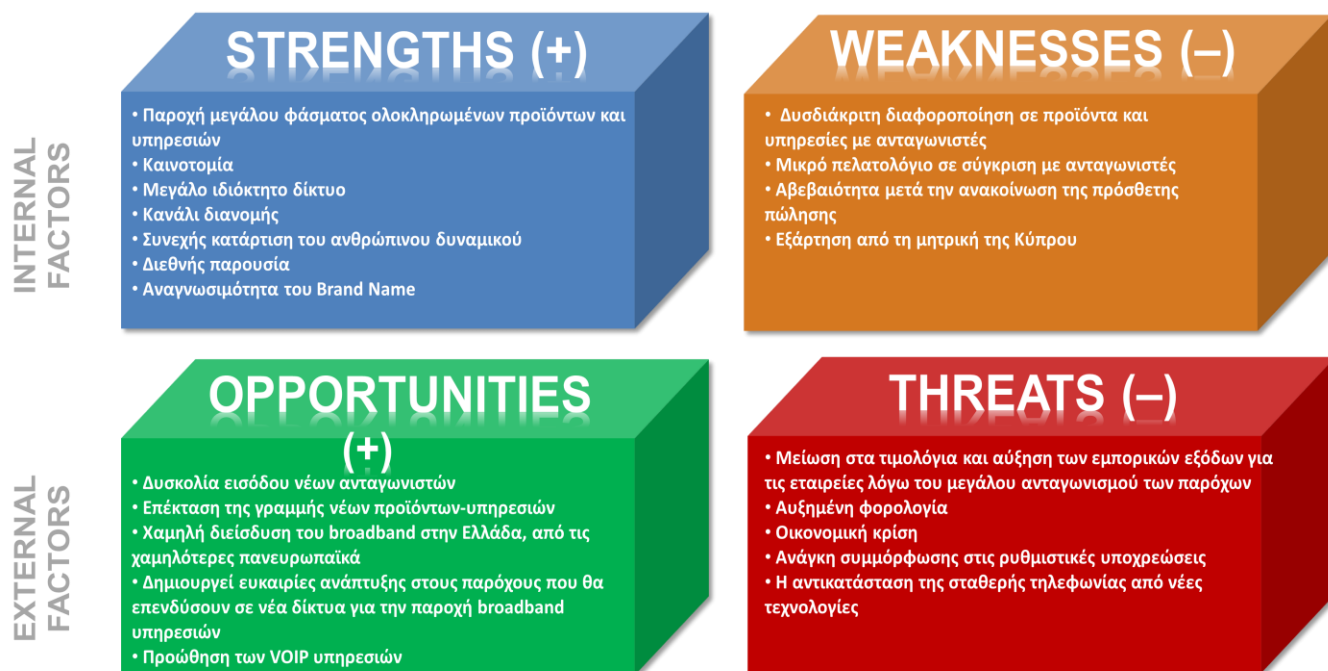 INTERNAL
FACTORS
STRENGTHS (+)
• Παροχή μεγάλου φάσματος ολοκληρωμένων προϊόντων και
υπηρεσιών
• Καινοτομία
• Μεγάλο ιδιόκτητο δίκτυο
• Κανάλι διανομής
• Συνεχής κατάρτιση του ανθρώπινου δυναμικού
• Διεθνής παρουσία
• Αναγνωσιμότητα του Brand Name
WEAKNESSES (–)
• Δυσδιάκριτη διαφοροποίηση σε προϊόντα και
υπηρεσίες με ανταγωνιστές
• Μικρό πελατολόγιο σε σύγκριση με ανταγωνιστές
• Αβεβαιότητα μετά την ανακοίνωση της πρόσθετης
πώλησης
• Εξάρτηση από τη μητρική της Κύπρου
EXTERNAL
FACTORS
OPPORTUNITIES
(+)
• Δυσκολία εισόδου νέων ανταγωνιστών
• Επέκταση της γραμμής νέων προϊόντων-υπηρεσιών
• Χαμηλή διείσδυση του broadband στην Ελλάδα, από τις
χαμηλότερες πανευρωπαϊκά
• Δημιουργεί ευκαιρίες ανάπτυξης στους παρόχους που θα
επενδύσουν σε νέα δίκτυα για την παροχή broadband
υπηρεσιών
• Προώθηση των VOIP υπηρεσιών
THREATS (–)
• Μείωση στα τιμολόγια και αύξηση των εμπορικών εξόδων για
τις εταιρείες λόγω του μεγάλου ανταγωνισμού των παρόχων
• Αυξημένη φορολογία
• Οικονομική κρίση
• Ανάγκη συμμόρφωσης στις ρυθμιστικές υποχρεώσεις
• Η αντικατάσταση της σταθερής τηλεφωνίας από νέες
τεχνολογίες